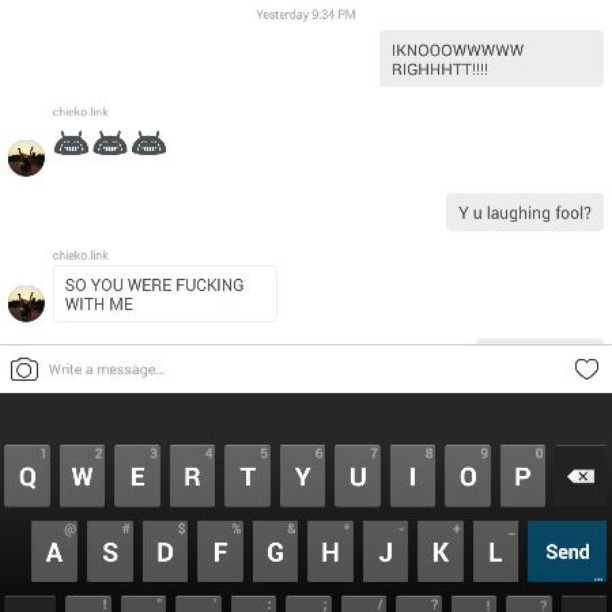 Yesterday 9:34 PM
IKNOOOWWWWW
RIGHHHTT!!!!
chieko.link
Y u laughing fool?
chieko.link
SO YOU WERE FUCKING
WITH ME
Write a message...
1 2 3 4 5 6 7 8 9 0
Q W E R T Y U I O P
@ # $ % & * - + _
A S D F G H J K L Send
! " ' : ; / ? ! ?